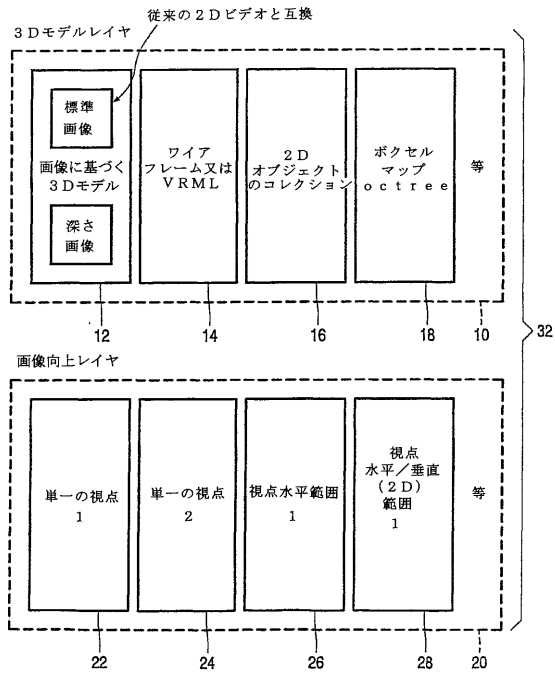 従来の2Dビデオと互換
3Dモデルレイヤ
標準
画像
画像に基づく
3Dモデル
深さ
画像
ワイア
フレーム又は
VRML
2D
オブジェクト
のコレクション
ボクセル
マップ
octree
等
12
14
16
18
10
32
画像向上レイヤ
単一の視点
1
単一の視点
2
視点水平範囲
1
視点
水平/垂直
(2D)
範囲
1
等
22
24
26
28
20